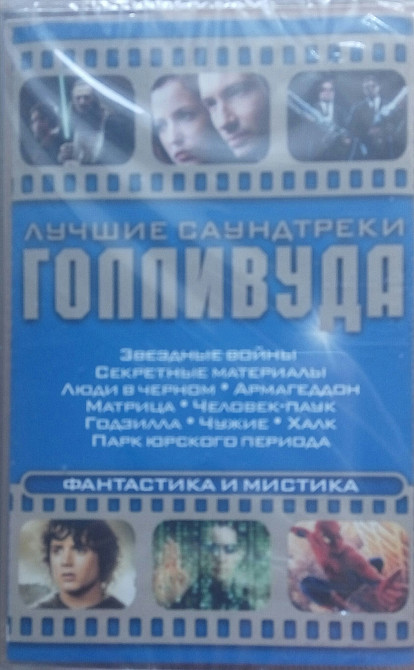 ЛУЧШИЕ САУНДТРЕКИ
ГОЛЛИВУДА
ЗВЕЗДНЫЕ ВОЙНЫ
СЕКРЕТНЫЕ МАТЕРИАЛЫ
ЛЮДИ В ЧЕРНОМ * АРМАГЕДДОН
МАТРИЦА * ЧЕЛОВЕК-ПАУК
ГОДЗИЛЛА * ЧУЖИЕ * ХАЛК
ПАРК ЮРСКОГО ПЕРИОДА
ФАНТАСТИКА И МИСТИКА